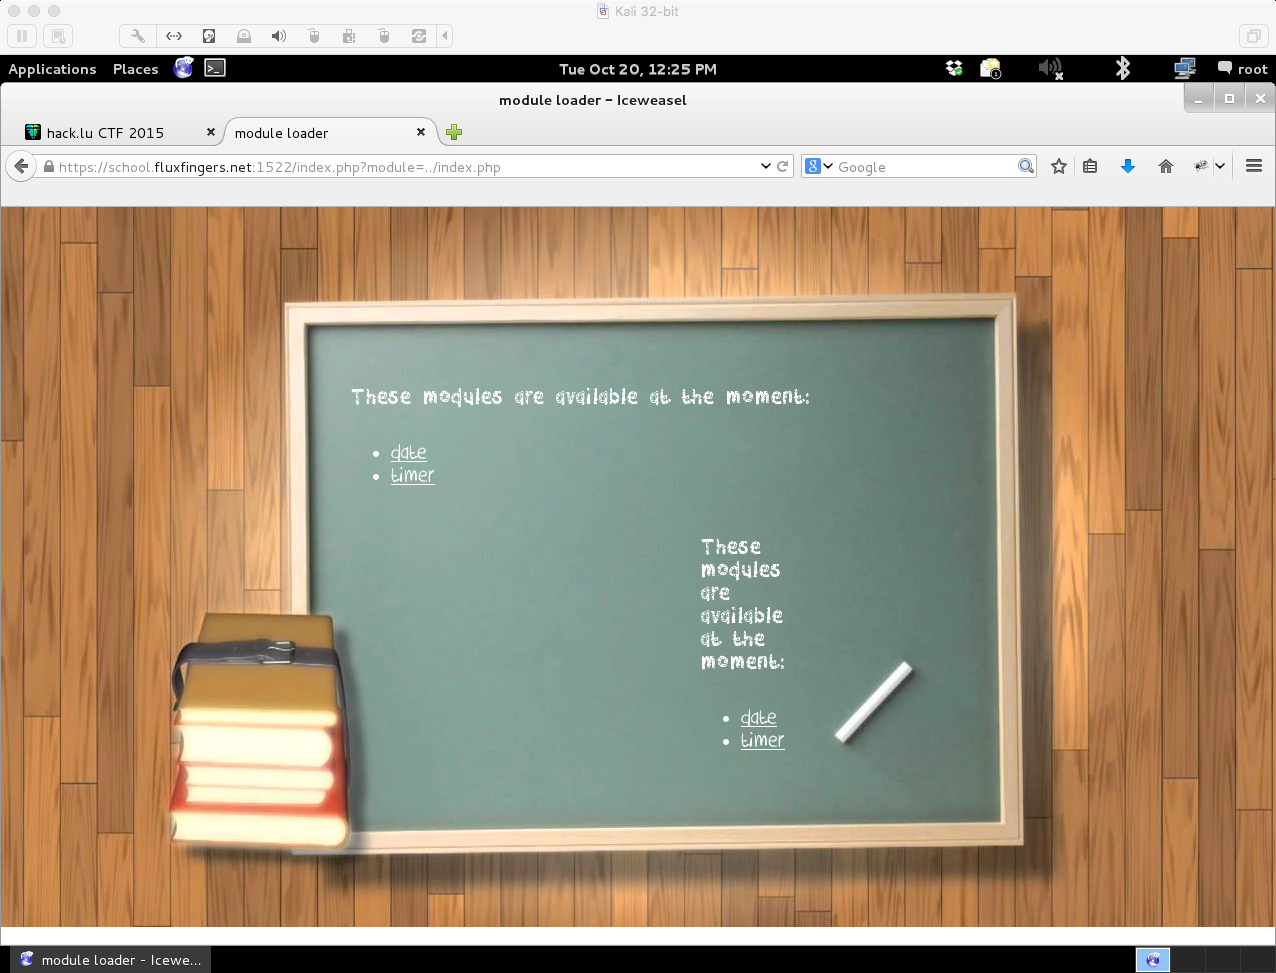 Kali 32-bit
Applications Places Tue Oct 20, 12:25 PM root
module loader - Iceweasel
hack.lu CTF 2015 module loader
https://school.fluxfingers.net:1522/index.php?module=../index.php Google
These modules are available at the moment:
date
timer
These
modules
are
available
at the
moment:
date
timer
module loader - Icewe...